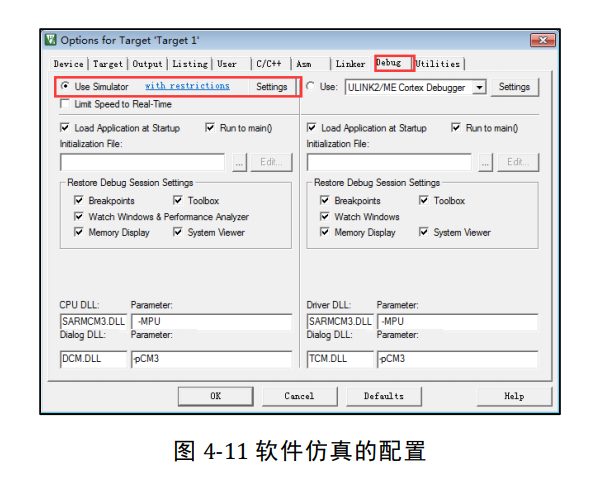 Options for Target 'Target 1'
Device Target Output Listing User C/C++ Asm Linker Debug Utilities
Use Simulator with restrictions Settings Use: ULINK2/ME Cortex Debugger Settings
Limit Speed to Real-Time
Load Application at Startup Run to main() Load Application at Startup Run to main()
Initialization File: Initialization File:
... Edit... ... Edit...
Restore Debug Session Settings Restore Debug Session Settings
Breakpoints Toolbox Breakpoints Toolbox
Watch Windows & Performance Analyzer Watch Windows
Memory Display System Viewer Memory Display System Viewer
CPU DLL: Parameter: Driver DLL: Parameter:
SARMCM3.DLL -MPU SARMCM3.DLL -MPU
Dialog DLL: Parameter: Dialog DLL: Parameter:
DCM.DLL -pCM3 TCM.DLL -pCM3
OK Cancel Defaults Help
图 4-11 软件仿真的配置